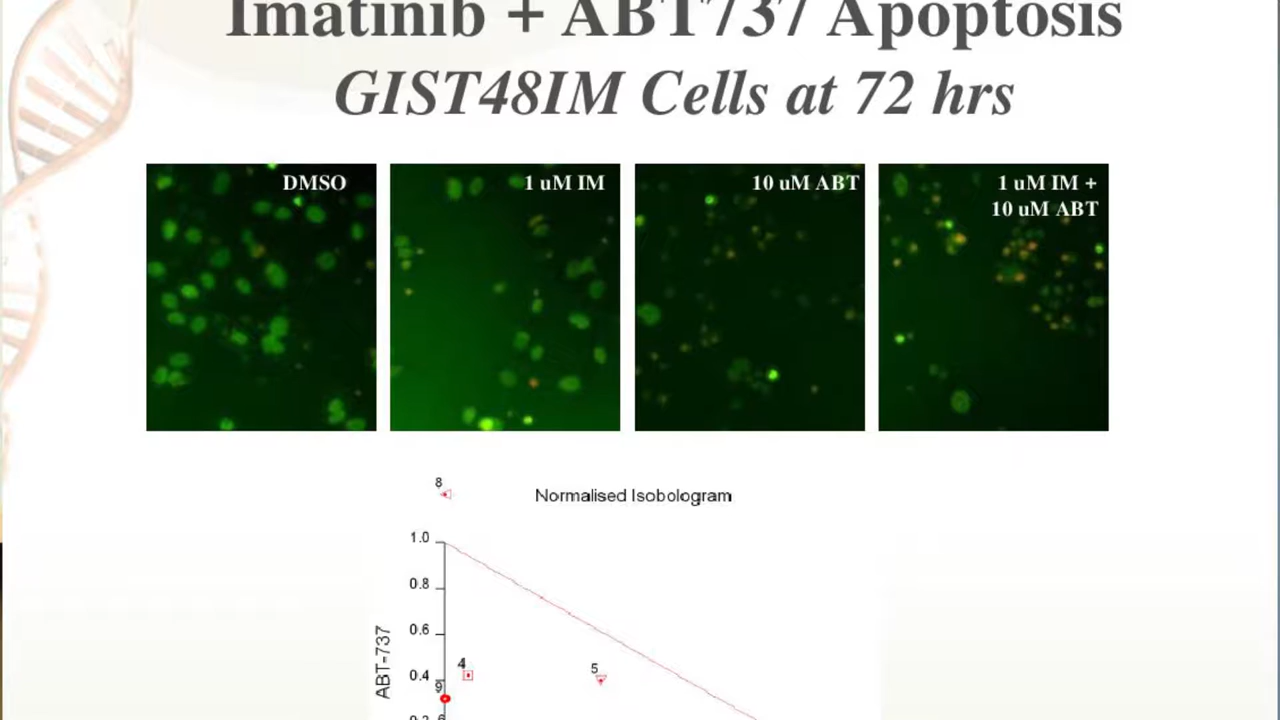 Imatinib + ABT737 Apoptosis
GIST48IM Cells at 72 hrs
DMSO
1 uM IM
10 uM ABT
1 uM IM +
10 uM ABT
8
Normalised Isobologram
1.0
0.8
0.6
ABT-737
4
5
0.4
9